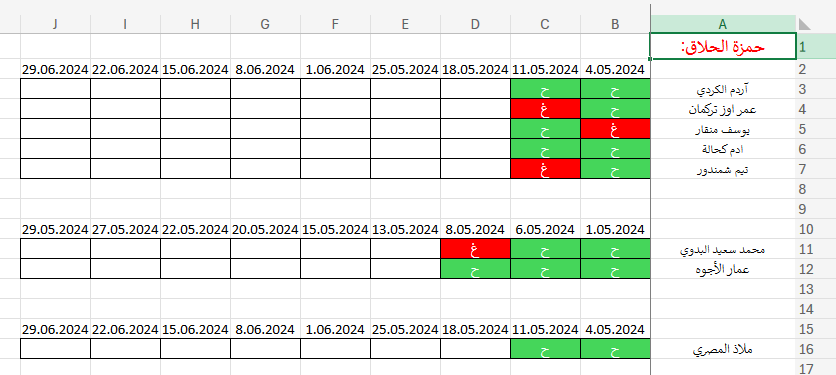 J I H G F E D C B A
1 حمزة الحلاق:
2 4.05.2024 11.05.2024 18.05.2024 25.05.2024 1.06.2024 8.06.2024 15.06.2024 22.06.2024 29.06.2024
3 آردم الكردي ح ح
4 عمر اوز تركمان ح غ
5 يوسف منقار غ ح
6 ادم كحالة ح ح
7 تيم شمندور ح غ
8
9
10 1.05.2024 6.05.2024 8.05.2024 13.05.2024 15.05.2024 20.05.2024 22.05.2024 27.05.2024 29.05.2024
11 محمد سعيد البدوي ح ح غ
12 عمار الأجوه ح ح ح
13
14
15 4.05.2024 11.05.2024 18.05.2024 25.05.2024 1.06.2024 8.06.2024 15.06.2024 22.06.2024 29.06.2024
16 ملاذ المصري ح ح
17